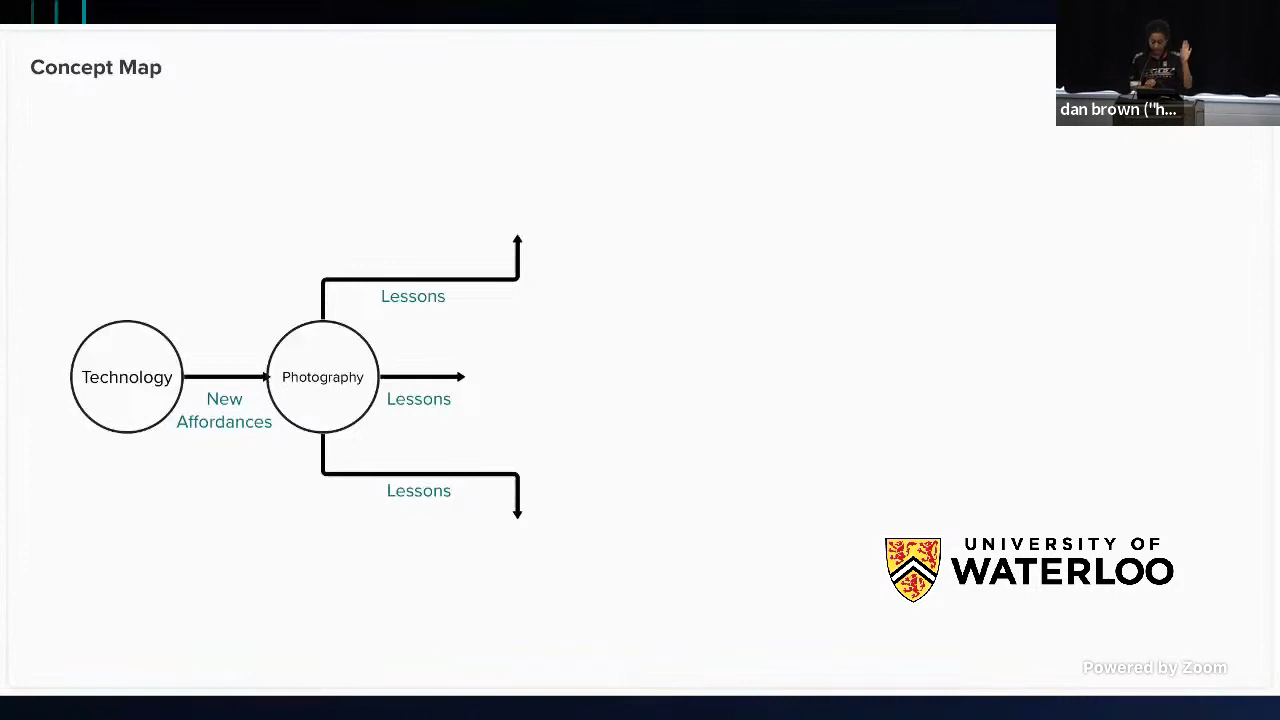 Concept Map
dan brown ("h...
Lessons
Technology
New
Affordances
Photography
Lessons
Lessons
UNIVERSITY OF
WATERLOO
Powered by Zoom